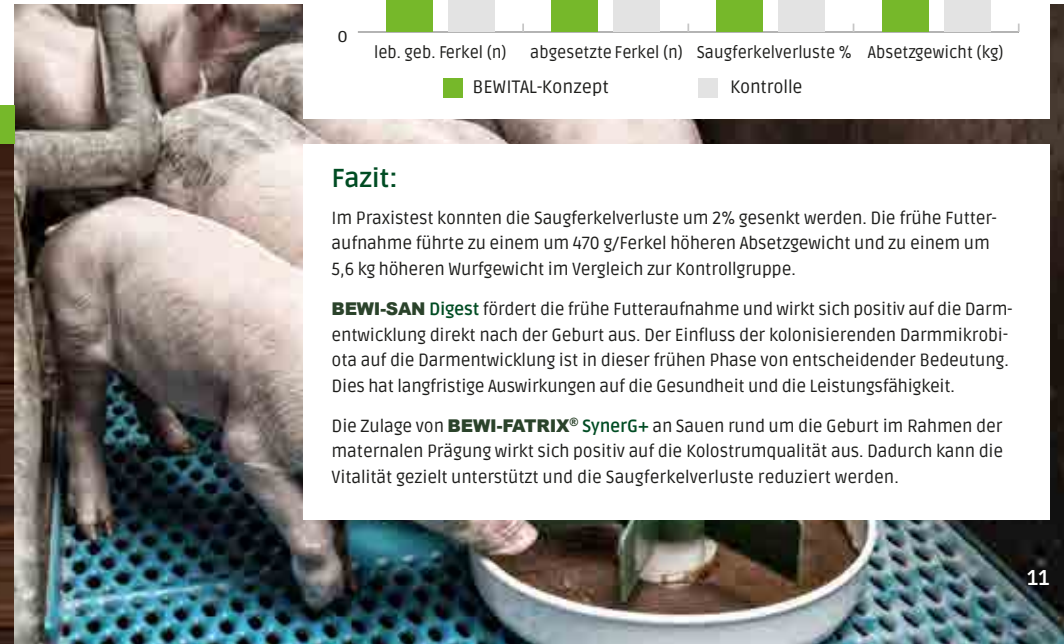 0
leb. geb. Ferkel (n) abgesetzte Ferkel (n) Saugferkelverluste % Absetzgewicht (kg)
BEWITAL-Konzept Kontrolle
Fazit:
Im Praxistest konnten die Saugferkelverluste um 2% gesenkt werden. Die frühe Futter-
aufnahme führte zu einem um 470 g/Ferkel höheren Absetzgewicht und zu einem um
5,6 kg höheren Wurfgewicht im Vergleich zur Kontrollgruppe.
BEWI-SAN Digest fördert die frühe Futteraufnahme und wirkt sich positiv auf die Darm-
entwicklung direkt nach der Geburt aus. Der Einfluss der kolonisierenden Darmmikrobi-
ota auf die Darmentwicklung ist in dieser frühen Phase von entscheidender Bedeutung.
Dies hat langfristige Auswirkungen auf die Gesundheit und die Leistungsfähigkeit.
Die Zulage von BEWI-FATRIX® SynerG+ an Sauen rund um die Geburt im Rahmen der
maternalen Prägung wirkt sich positiv auf die Kolostrumqualität aus. Dadurch kann die
Vitalität gezielt unterstützt und die Saugferkelverluste reduziert werden.
11